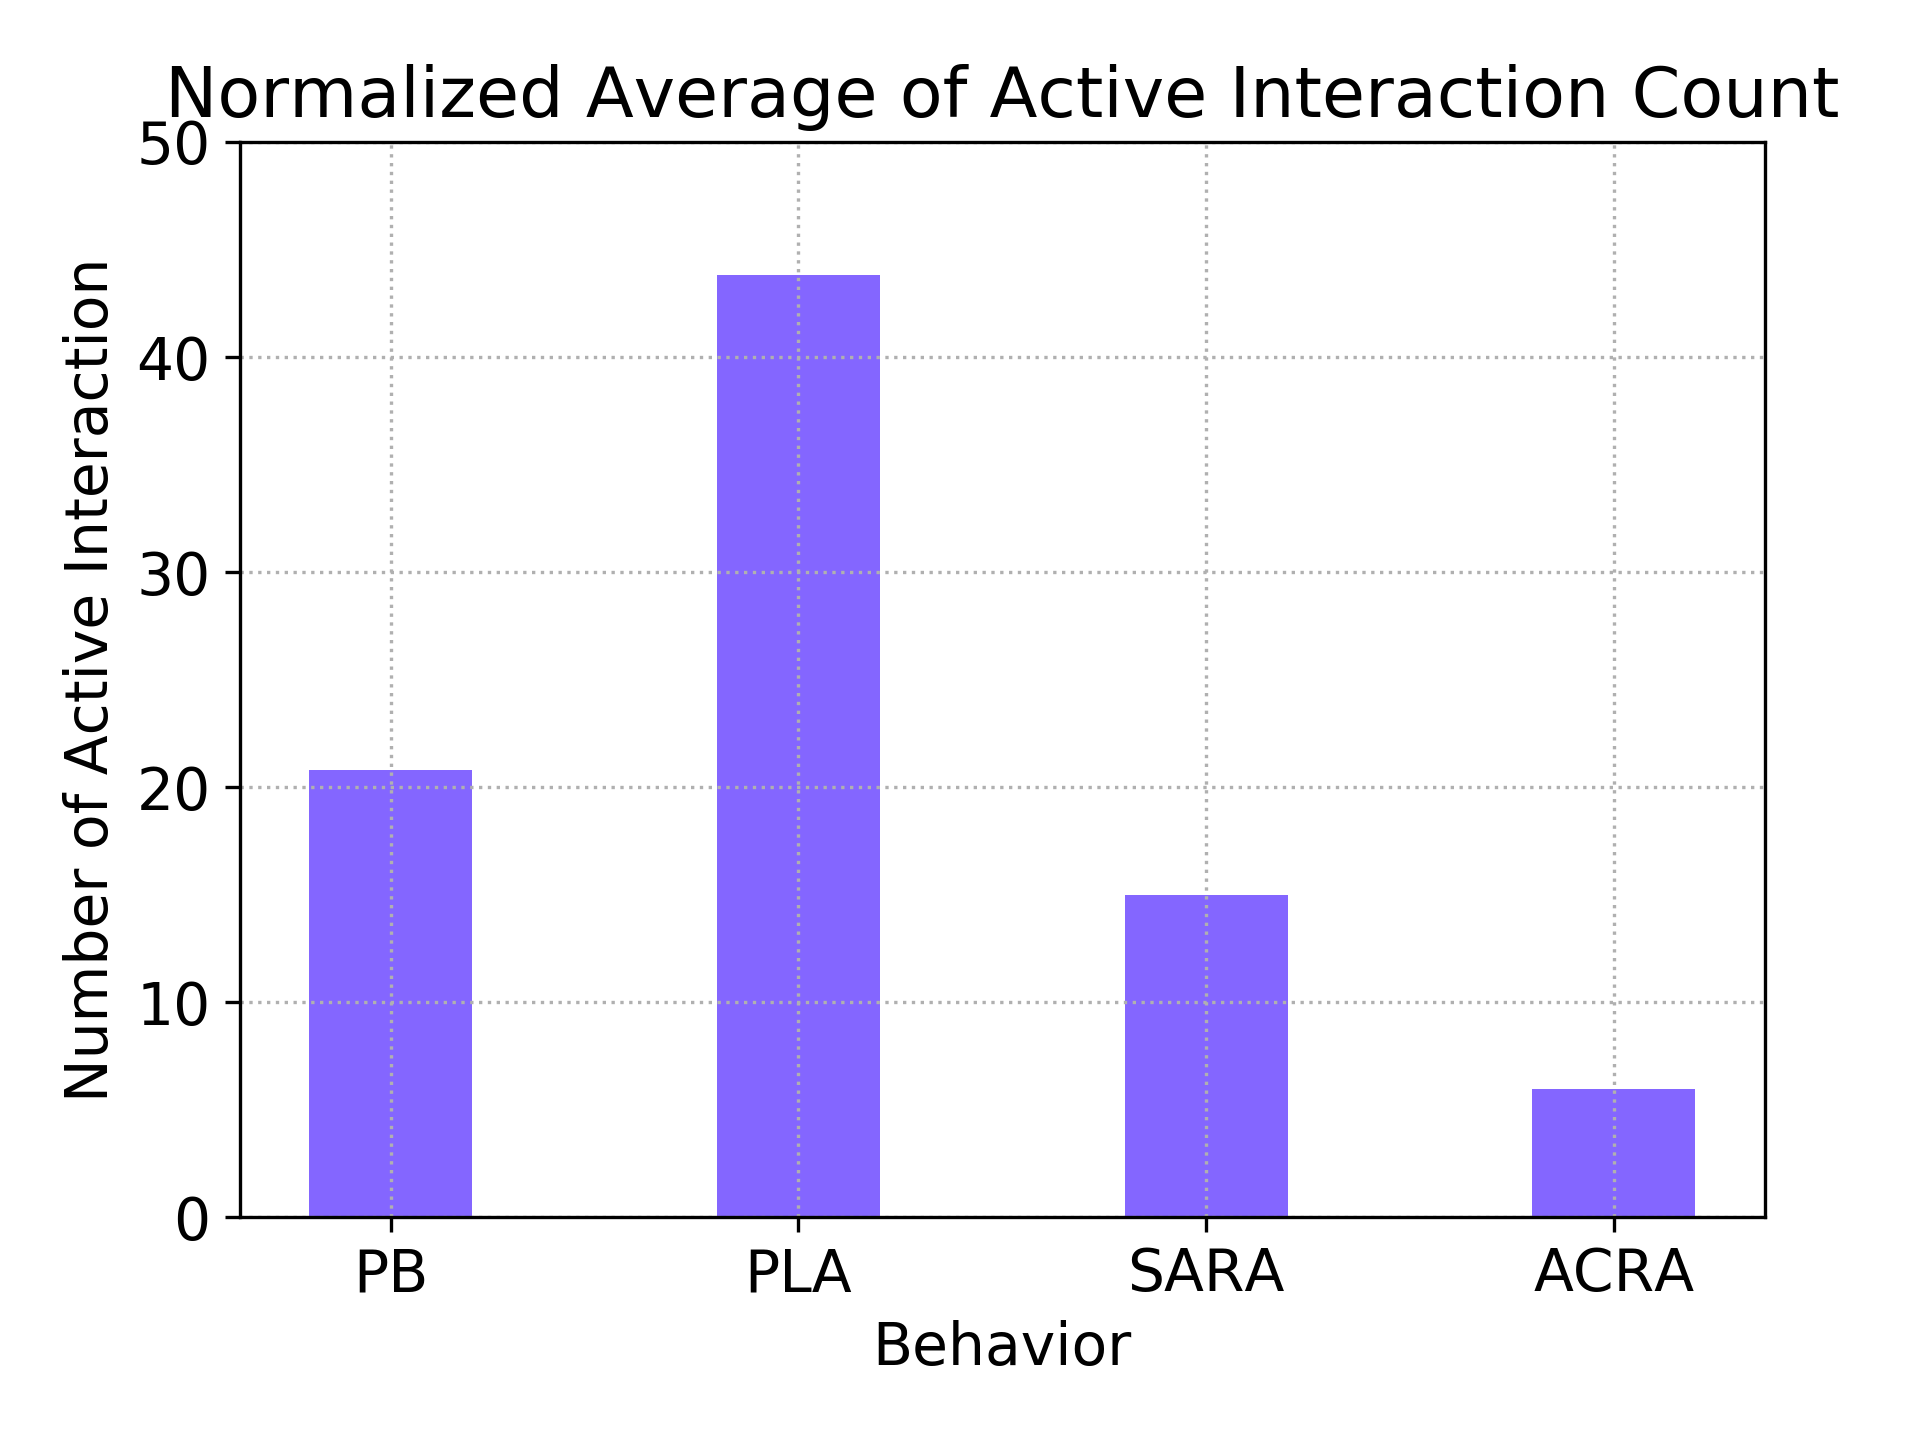 Normalized Average of Active Interaction Count
50
40
30
20
10
0
Number of Active Interaction
PB PLA SARA ACRA
Behavior